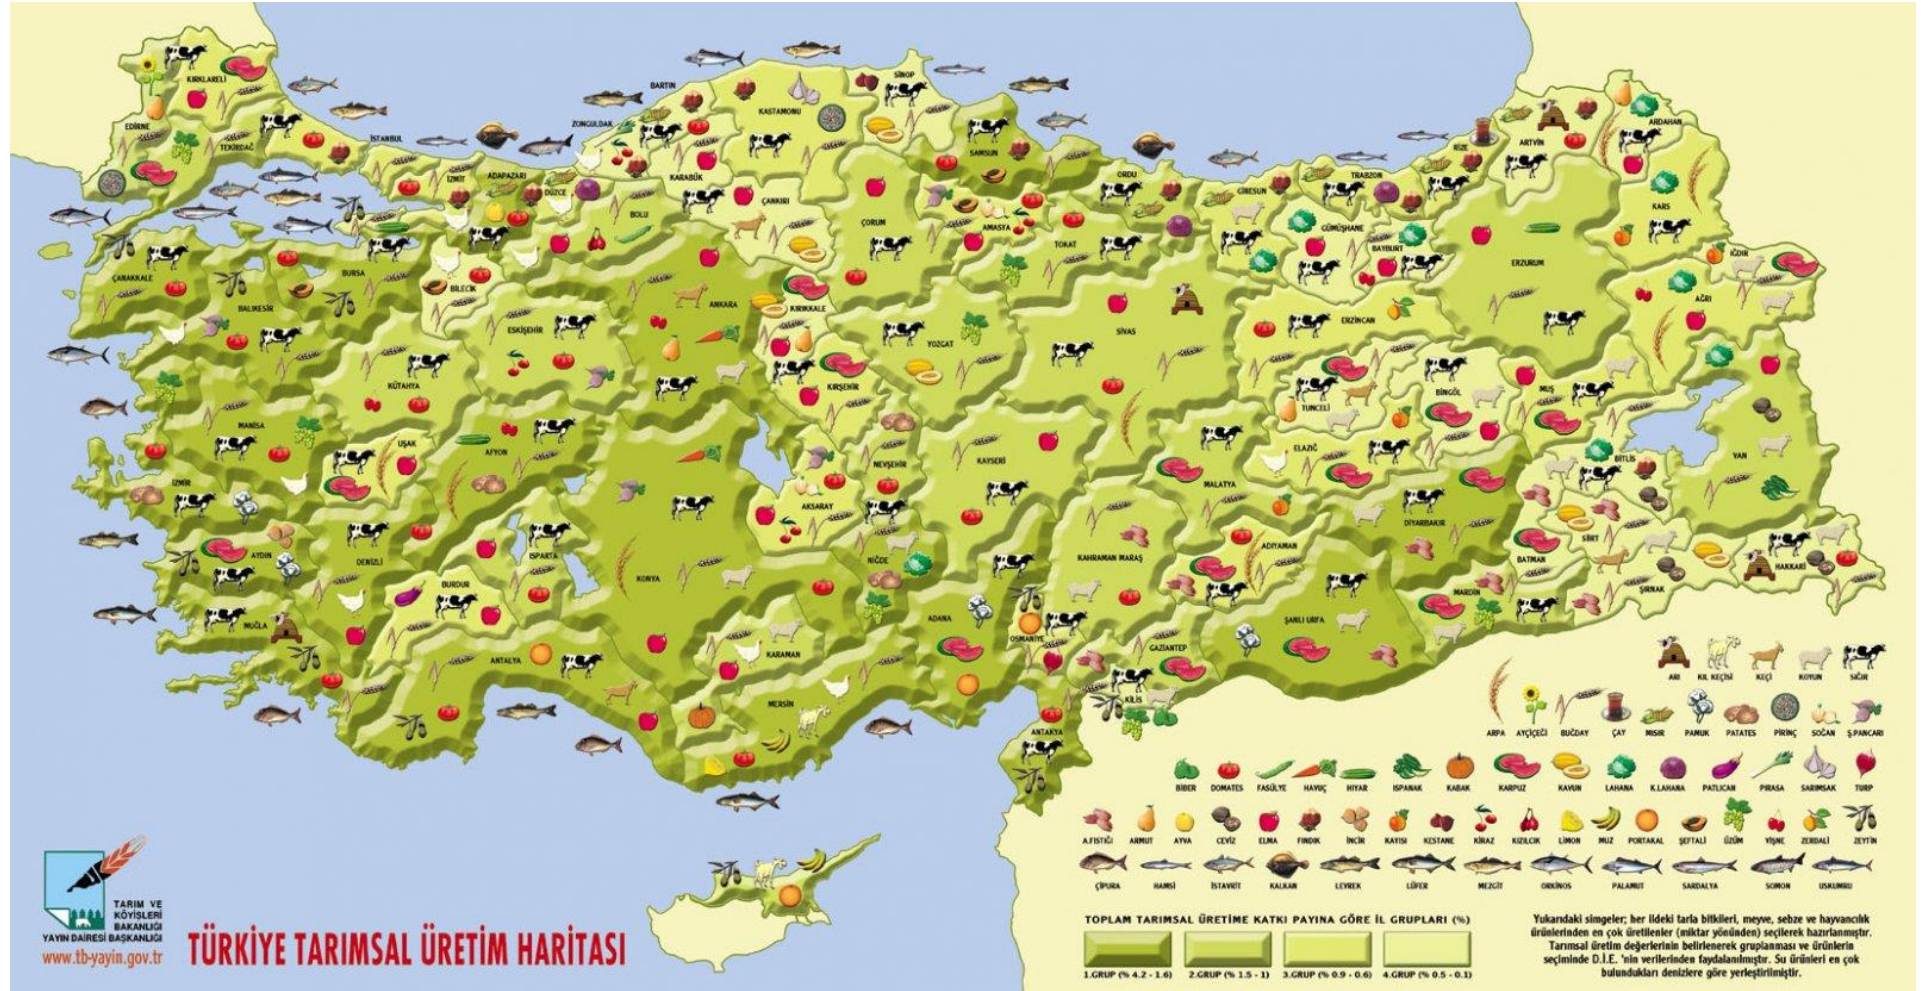 KIRKLARELİ
EDİRNE
TEKİRDAĞ
İSTANBUL
İZMİT
ADAPAZARI
DÜZCE
ZONGULDAK
BARTIN
KARABÜK
KASTAMONU
SİNOP
SAMSUN
ORDU
GİRESUN
TRABZON
RİZE
ARTVİN
ARDAHAN
BOLU
ÇANKIRI
ÇORUM
AMASYA
TOKAT
GÜMÜŞHANE
BAYBURT
ERZURUM
KARS
IĞDIR
AĞRI
ÇANAKKALE
BALIKESİR
BURSA
BİLECİK
ESKİŞEHİR
ANKARA
KIRIKKALE
YOZGAT
SİVAS
ERZİNCAN
KÜTAHYA
KIRŞEHİR
TUNCELİ
BİNGÖL
MUŞ
MANİSA
UŞAK
AFYON
NEVŞEHİR
KAYSERİ
MALATYA
ELAZIĞ
BİTLİS
VAN
İZMİR
AKSARAY
DİYARBAKIR
AYDIN
DENİZLİ
ISPARTA
KONYA
NİĞDE
KAHRAMAN MARAŞ
ADIYAMAN
BATMAN
SİİRT
HAKKARİ
BURDUR
MUĞLA
ANTALYA
KARAMAN
ADANA
OSMANİYE
GAZİANTEP
ŞANLI URFA
MARDİN
ŞIRNAK
MERSİN
KİLİS
ANTAKYA
ARI KIL KEÇİSİ KEÇİ KOYUN SIĞIR
ARPA AYÇİÇEĞİ BUĞDAY ÇAY MISIR PAMUK PATATES PİRİNÇ SOĞAN Ş.PANCARI
BİBER DOMATES FASÜLYE HAVUÇ HIYAR ISPANAK KABAK KARPUZ KAVUN LAHANA K.LAHANA PATLICAN PIRASA SARIMSAK TURP
A.FISTIĞI ARMUT AYVA CEVİZ ELMA FINDIK İNCİR KAYISI KESTANE KİRAZ KIZILCIK LİMON MUZ PORTAKAL ŞEFTALİ ÜZÜM VİŞNE ZERDALİ ZEYTİN
ÇİPURA HAMSİ İSTAVRİT KALKAN LEVREK LÜFER MEZGİT ORKİNOS PALAMUT SARDALYA SOMON USKUMRU
TOPLAM TARIMSAL ÜRETİME KATKI PAYINA GÖRE İL GRUPLARI (%)
1.GRUP (% 4.2 - 1.6) 2.GRUP (% 1.5 - 1) 3.GRUP (% 0.9 - 0.6) 4.GRUP (% 0.5 - 0.1)
Yukarıdaki simgeler; her ildeki tarla bitkileri, meyve, sebze ve hayvancılık
ürünlerinden en çok üretilenler (miktar yönünden) seçilerek hazırlanmıştır.
Tarımsal üretim değerlerinin belirlenerek gruplanması ve ürünlerin
seçiminde D.İ.E. 'nin verilerinden faydalanılmıştır. Su ürünleri en çok
bulundukları denizlere göre yerleştirilmiştir.
TARIM VE
KÖYİŞLERİ
BAKANLIĞI
YAYIN DAİRESİ BAŞKANLIĞI
www.tb-yayin.gov.tr
TÜRKİYE TARIMSAL ÜRETİM HARİTASI